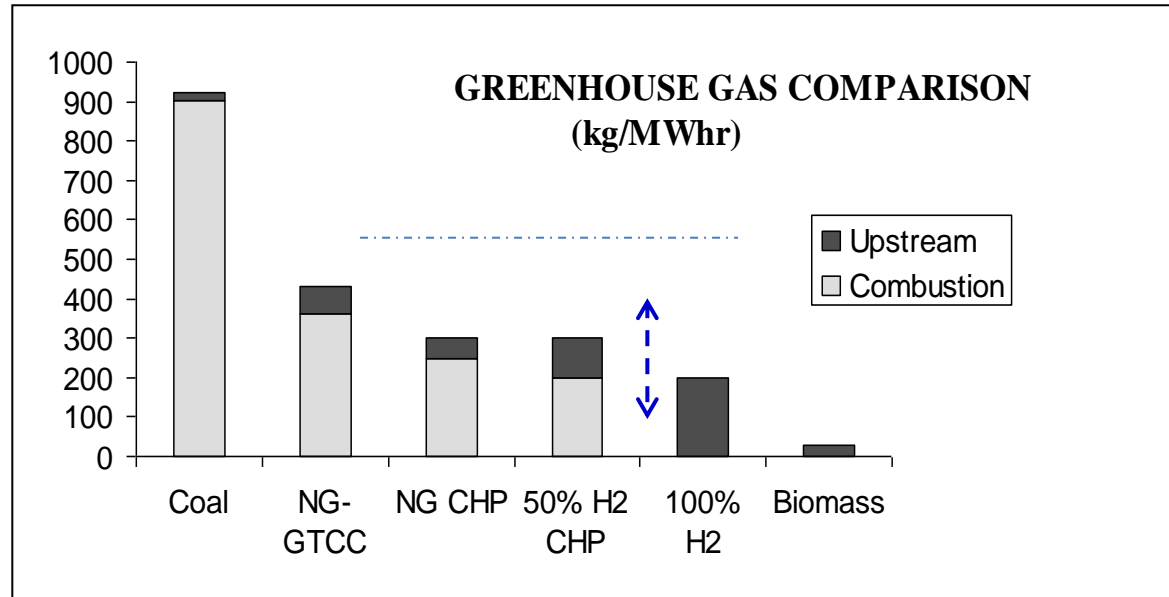 GREENHOUSE GAS COMPARISON
(kg/MWhr)
1000
900
800
700
600
500
400
300
200
100
0
Upstream
Combustion
Coal
NG-
GTCC
NG CHP
50% H2
CHP
100%
H2
Biomass